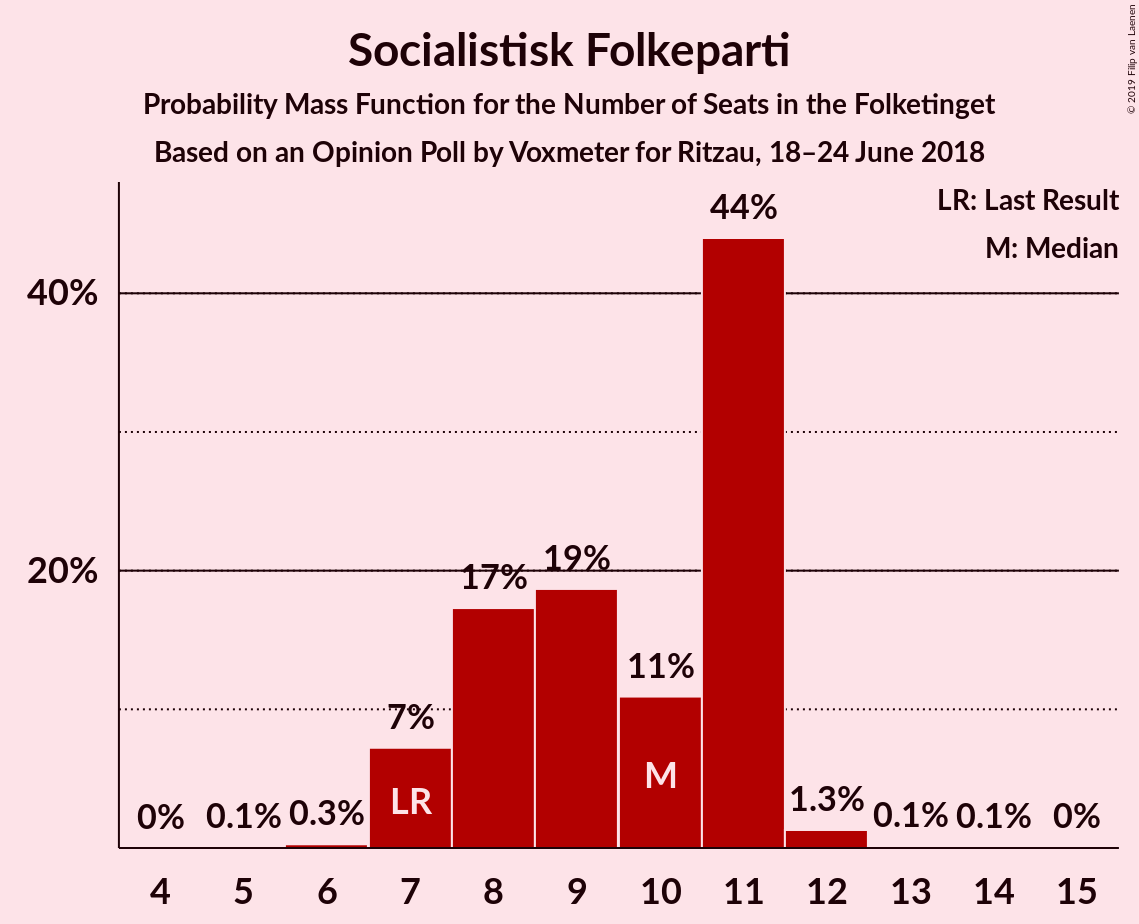 Socialistisk Folkeparti
Probability Mass Function for the Number of Seats in the Folketinget
Based on an Opinion Poll by Voxmeter for Ritzau, 18–24 June 2018
© 2019 Filip van Laenen
LR: Last Result
M: Median
40%
20%
0%
0.1%
0.3%
7%
17%
19%
11%
44%
1.3%
0.1%
0.1%
0%
LR
M
4 5 6 7 8 9 10 11 12 13 14 15